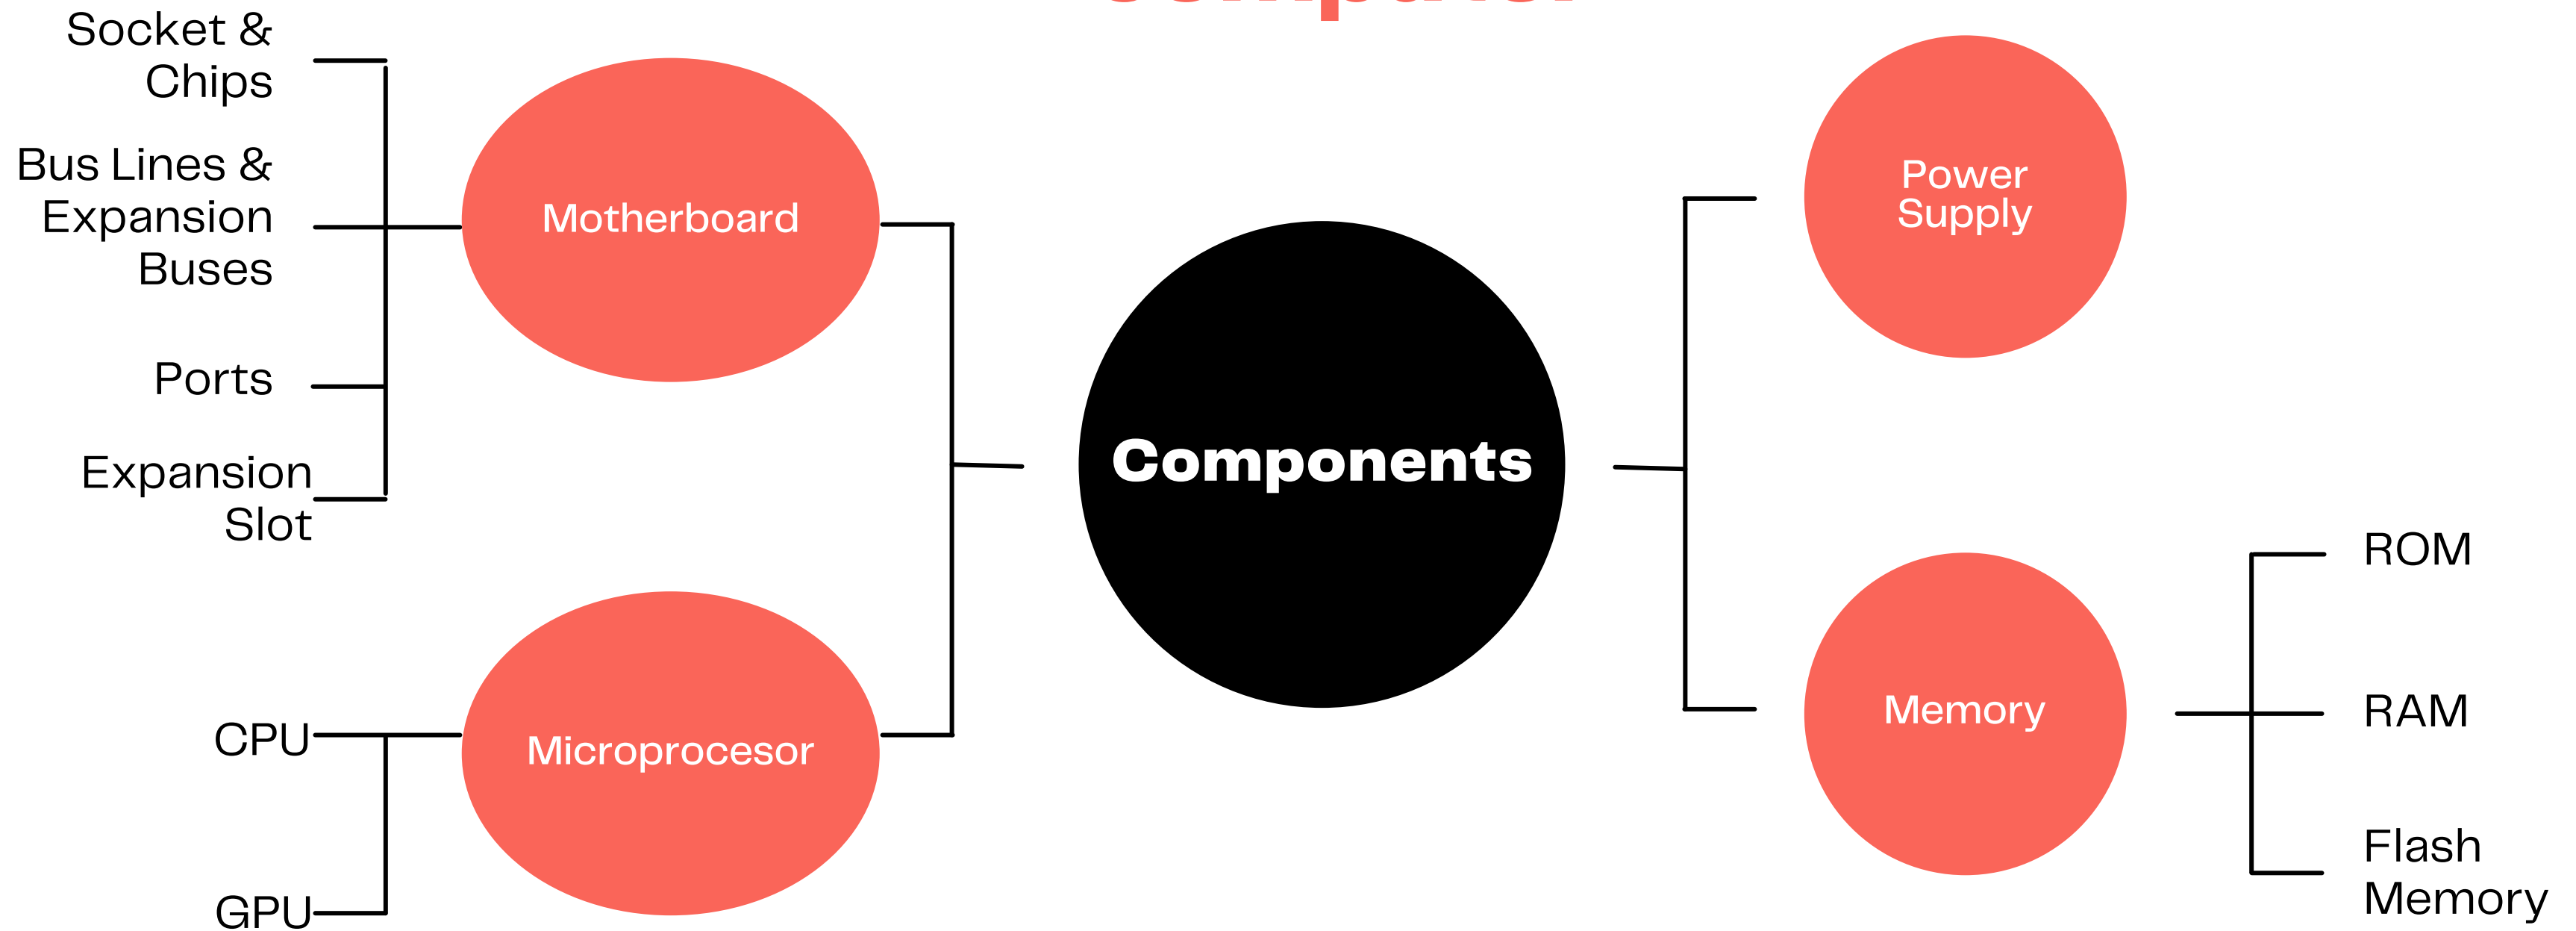 Socket &
Chips
Bus Lines &
Expansion
Buses
Ports
Expansion
Slot
Motherboard
Microprocesor
CPU
GPU
Components
Power
Supply
Memory
ROM
RAM
Flash
Memory